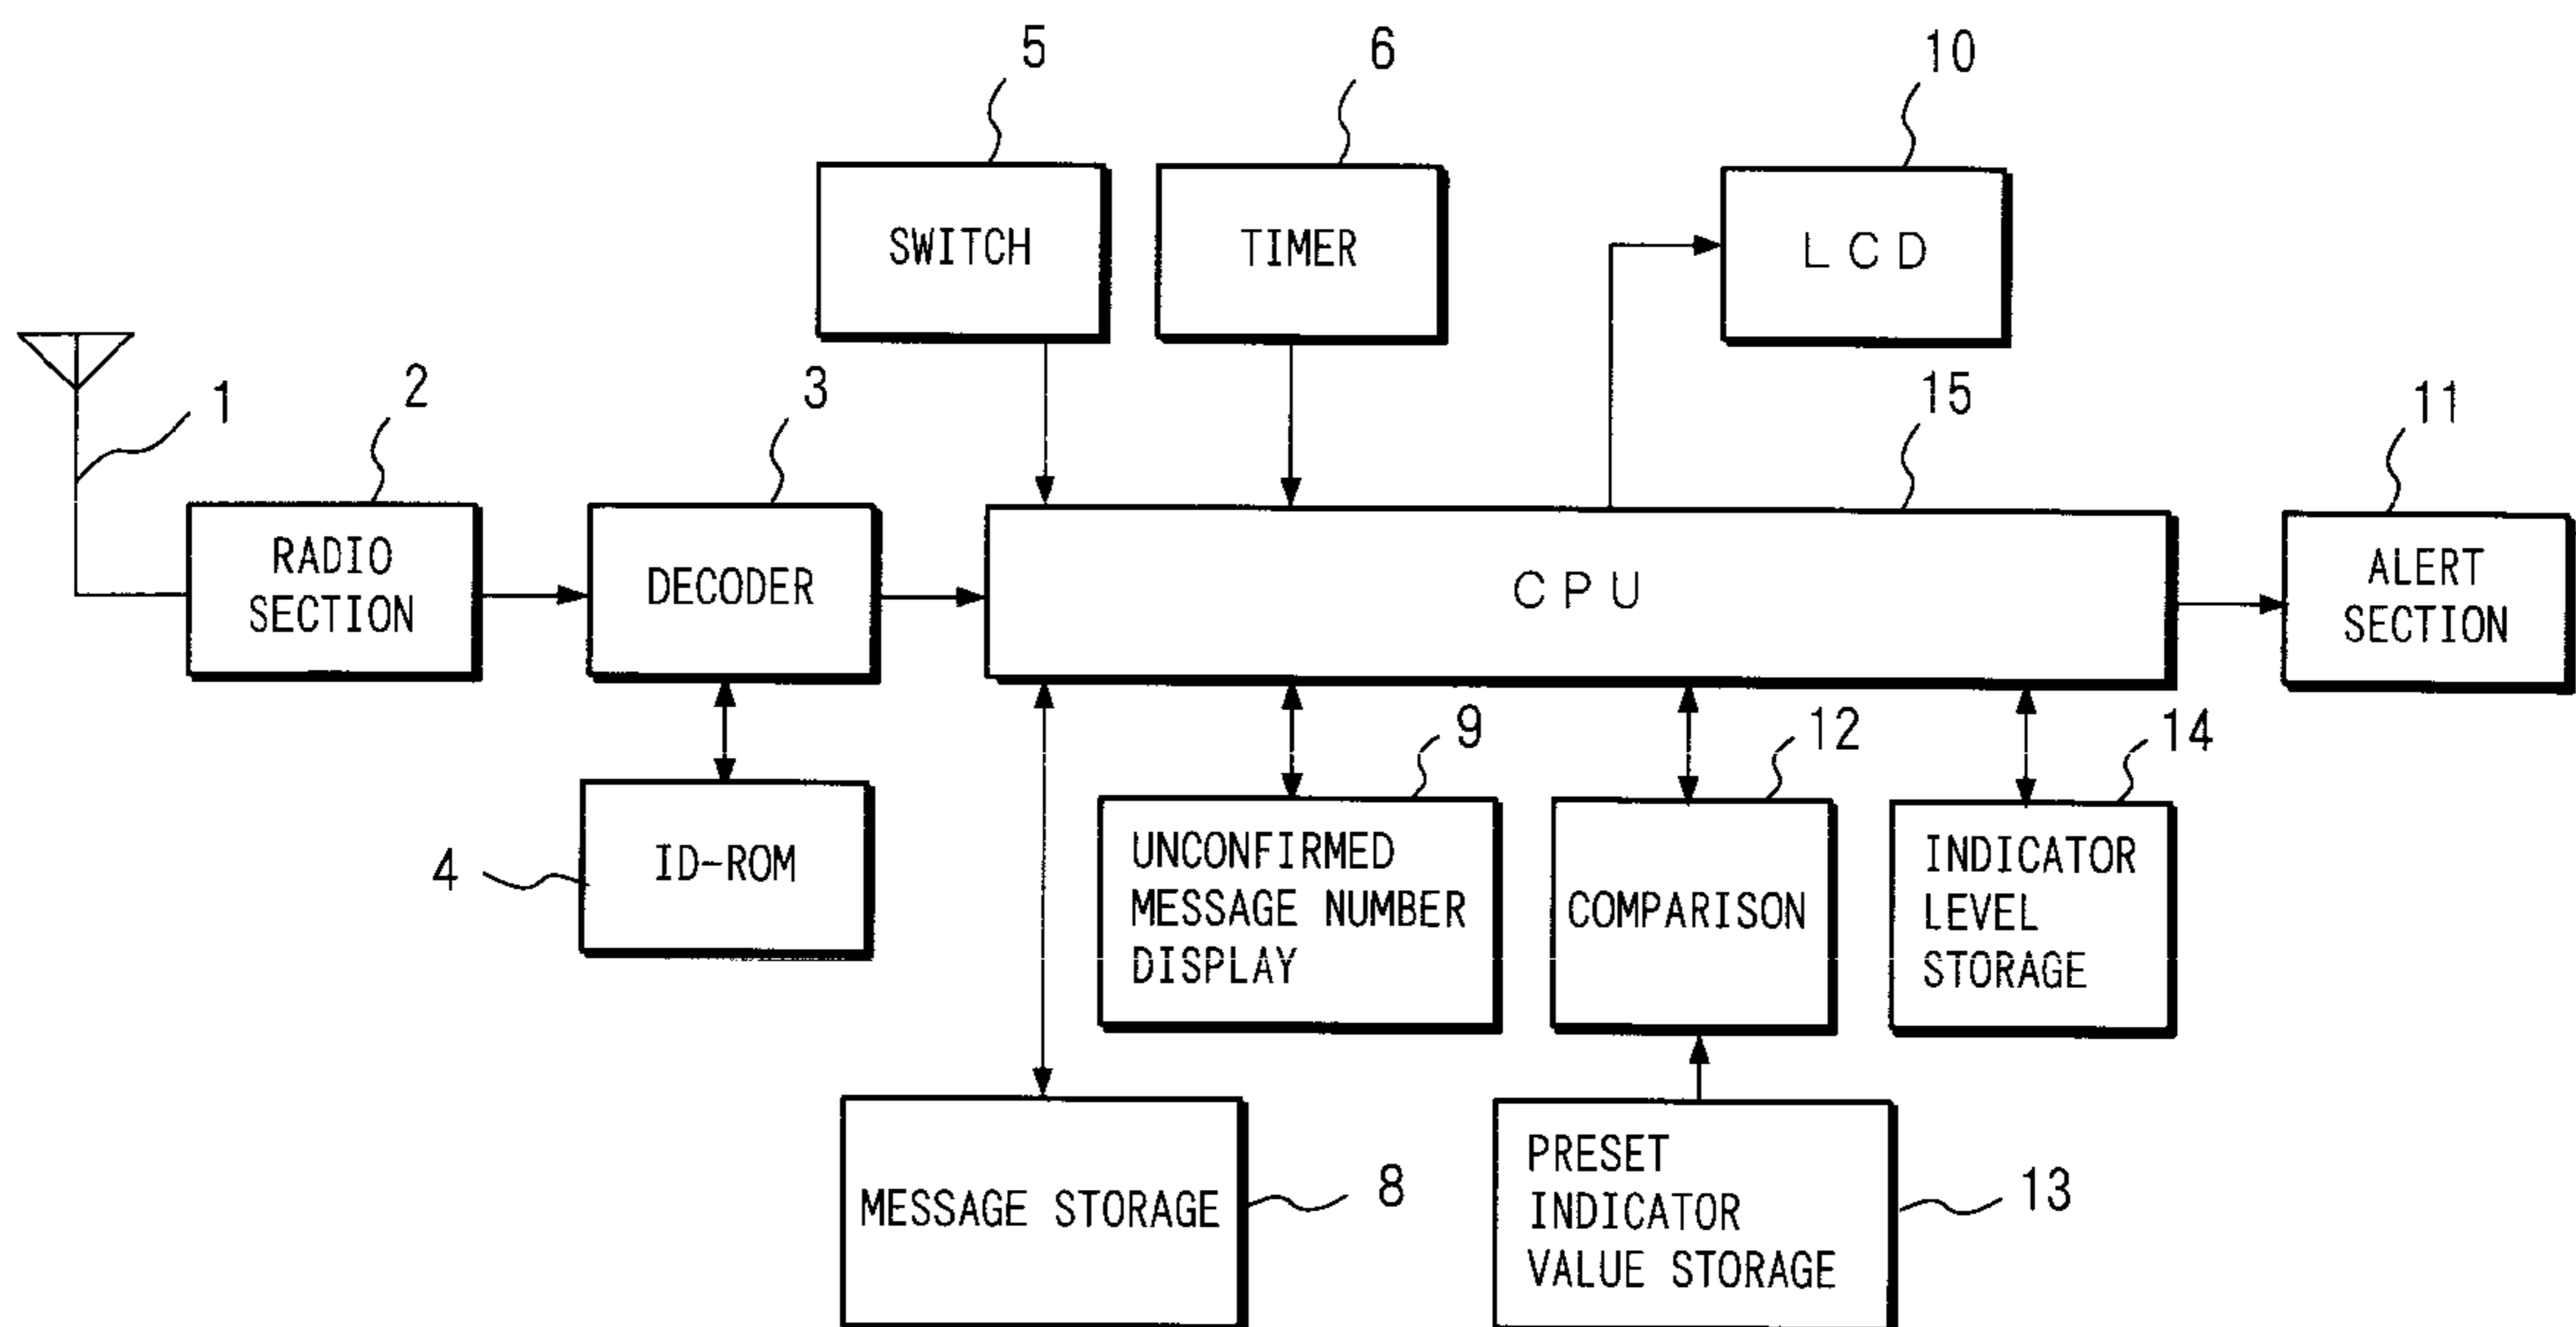 5
6
10
SWITCH
TIMER
L C D
1
2
3
15
11
RADIO
SECTION
DECODER
C P U
ALERT
SECTION
4
ID-ROM
9
12
14
UNCONFIRMED
MESSAGE NUMBER
DISPLAY
COMPARISON
INDICATOR
LEVEL
STORAGE
MESSAGE STORAGE
8
PRESET
INDICATOR
VALUE STORAGE
13